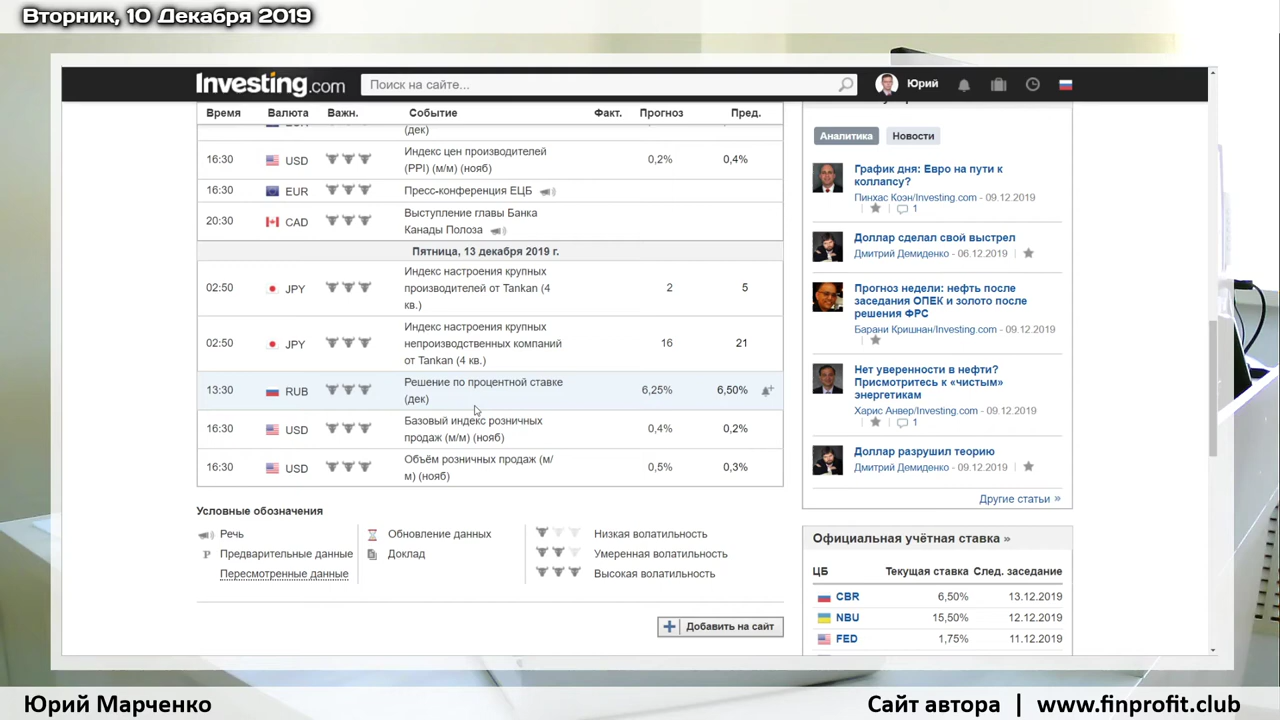 Вторник, 10 Декабря 2019
Investing.com
Поиск на сайте...
Юрий
Время Валюта Важн. Событие Факт. Прогноз Пред.
(дек)
16:30 USD Индекс цен производителей 0,2% 0,4%
(PPI) (м/м) (нояб)
16:30 EUR Пресс-конференция ЕЦБ
20:30 CAD Выступление главы Банка
Канады Полоза
Пятница, 13 декабря 2019 г.
Индекс настроения крупных
02:50 JPY производителей от Tankan (4 2 5
кв.)
Индекс настроения крупных
02:50 JPY непроизводственных компаний 16 21
от Tankan (4 кв.)
13:30 RUB Решение по процентной ставке 6,25% 6,50%
(дек)
16:30 USD Базовый индекс розничных 0,4% 0,2%
продаж (м/м) (нояб)
16:30 USD Объём розничных продаж (м/ 0,5% 0,3%
м) (нояб)
Условные обозначения
Речь
P Предварительные данные
Пересмотренные данные
Обновление данных
Доклад
Низкая волатильность
Умеренная волатильность
Высокая волатильность
Добавить на сайт
Аналитика Новости
График дня: Евро на пути к
коллапсу?
Пинхас Коэн/Investing.com - 09.12.2019
1
Доллар сделал свой выстрел
Дмитрий Демиденко - 06.12.2019
Прогноз недели: нефть после
заседания ОПЕК и золото после
решения ФРС
Барани Кришнан/Investing.com - 09.12.2019
Нет уверенности в нефти?
Присмотритесь к «чистым»
энергетикам
Харис Анвер/Investing.com - 09.12.2019
1
Доллар разрушил теорию
Дмитрий Демиденко - 09.12.2019
Другие статьи »
Официальная учётная ставка »
ЦБ Текущая ставка След. заседание
CBR 6,50% 13.12.2019
NBU 15,50% 12.12.2019
FED 1,75% 11.12.2019
Юрий Марченко
Сайт автора | www.finprofit.club